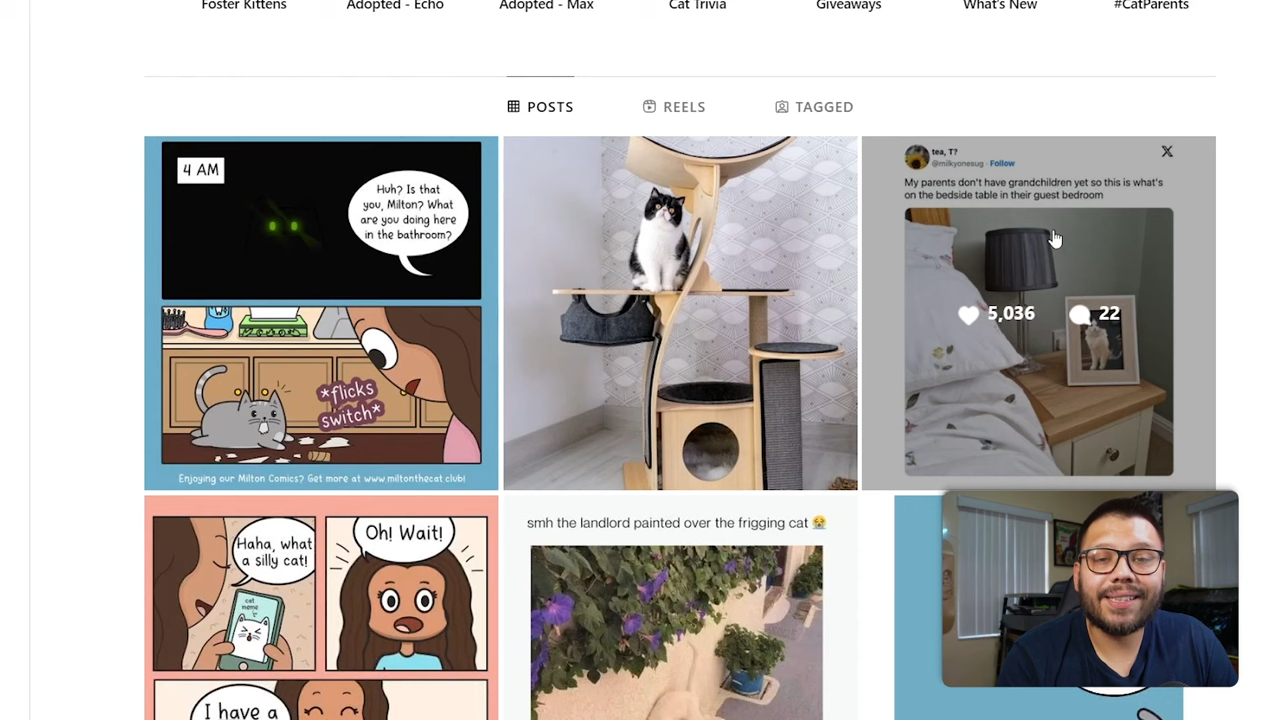 Foster Kittens
Adopted - Echo
Adopted - Max
Cat Trivia
Giveaways
What's New
#CatParents
POSTS
REELS
TAGGED
4 AM
Huh? Is that
you, Milton? What
are you doing here
in the bathroom?
*flicks
switch*
Enjoying our Milton Comics? Get more at www.miltonthecat.club!
tea, T?
@milkyonesug · Follow
My parents don't have grandchildren yet so this is what's
on the bedside table in their guest bedroom
5,036
22
Haha, what
a silly cat!
cat
meme
Oh! Wait!
I have a
smh the landlord painted over the frigging cat 😭